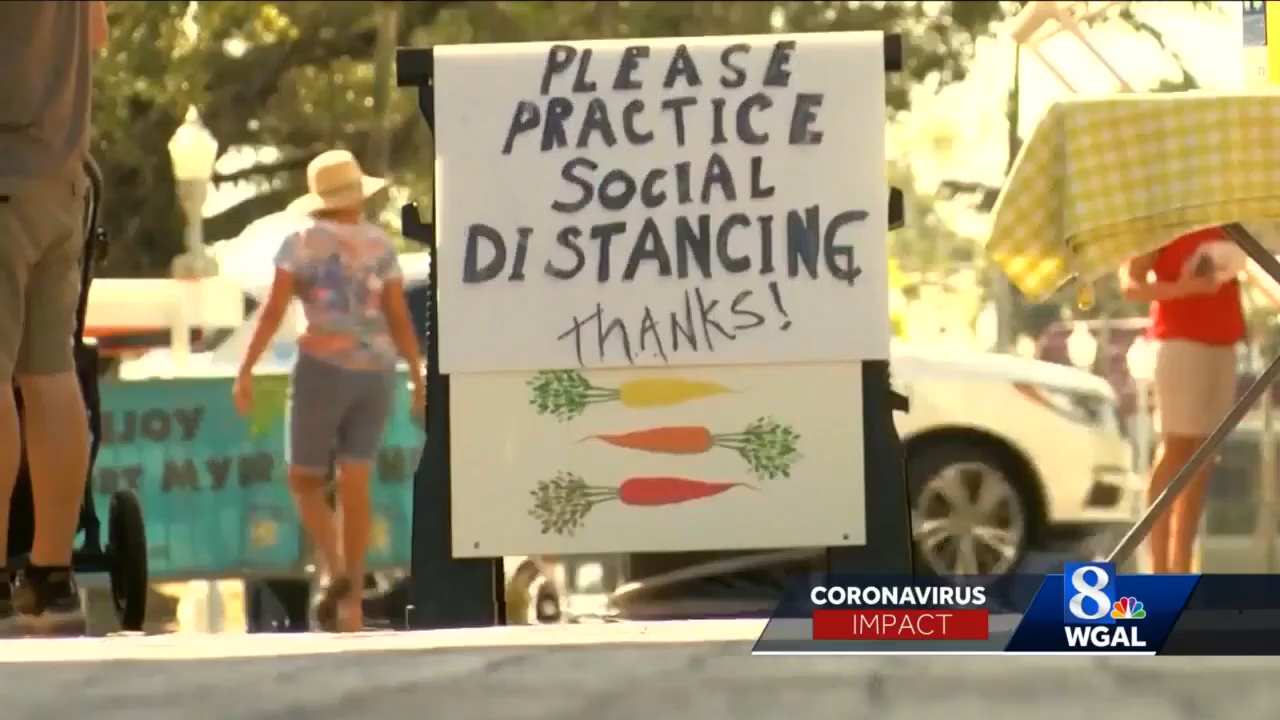 PLEASE
PRACTICE
SOCIAL
DISTANCING
THANKS!
CORONAVIRUS
IMPACT
8
WGAL